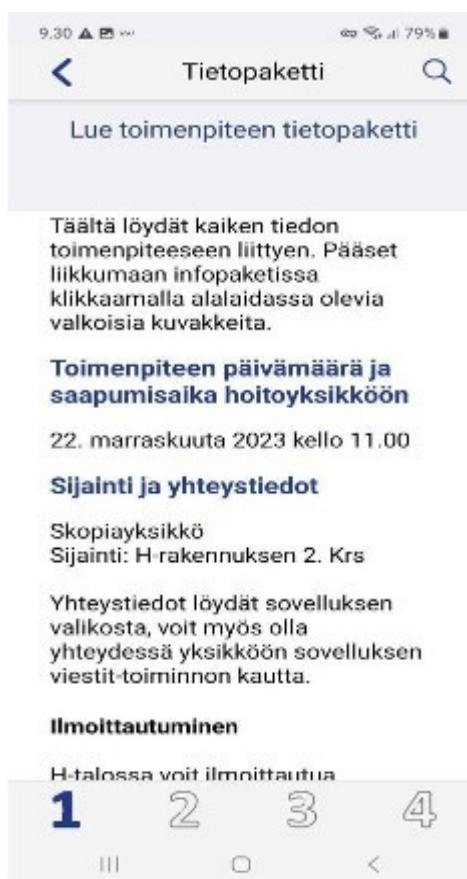 9.30
79%
Tietopaketti
Lue toimenpiteen tietopaketti
Täältä löydät kaiken tiedon
toimenpiteeseen liittyen. Pääset
liikkumaan infopaketissa
klikkaamalla alalaidassa olevia
valkoisia kuvakkeita.
Toimenpiteen päivämäärä ja
saapumisaika hoitoyksikköön
22. marraskuuta 2023 kello 11.00
Sijainti ja yhteystiedot
Skopiayksikkö
Sijainti: H-rakennuksen 2. Krs
Yhteystiedot löydät sovelluksen
valikosta, voit myös olla
yhteydessä yksikköön sovelluksen
viestit-toiminnon kautta.
Ilmoittautuminen
H-talossa voit ilmoittautua
1 2 3 4